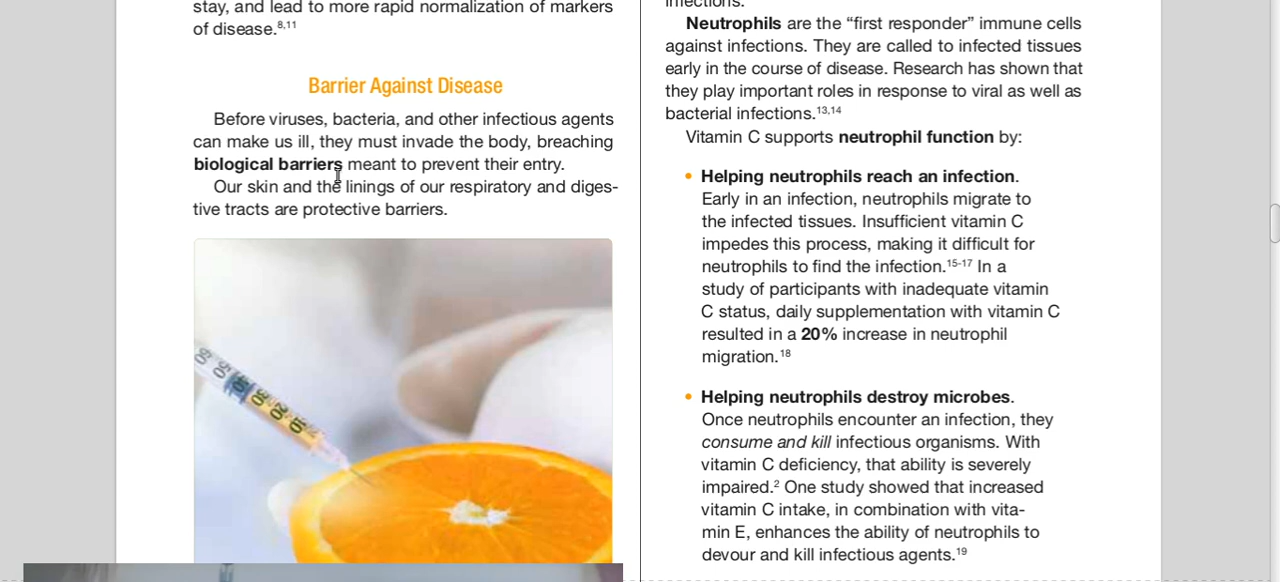 stay, and lead to more rapid normalization of markers
of disease.8,11
Barrier Against Disease
Before viruses, bacteria, and other infectious agents
can make us ill, they must invade the body, breaching
biological barriers meant to prevent their entry.
Our skin and the linings of our respiratory and diges-
tive tracts are protective barriers.
60
50
40
30
20
10
infections.
Neutrophils are the “first responder” immune cells
against infections. They are called to infected tissues
early in the course of disease. Research has shown that
they play important roles in response to viral as well as
bacterial infections.13,14
Vitamin C supports neutrophil function by:
• Helping neutrophils reach an infection.
Early in an infection, neutrophils migrate to
the infected tissues. Insufficient vitamin C
impedes this process, making it difficult for
neutrophils to find the infection.15-17 In a
study of participants with inadequate vitamin
C status, daily supplementation with vitamin C
resulted in a 20% increase in neutrophil
migration.18
• Helping neutrophils destroy microbes.
Once neutrophils encounter an infection, they
consume and kill infectious organisms. With
vitamin C deficiency, that ability is severely
impaired.2 One study showed that increased
vitamin C intake, in combination with vita-
min E, enhances the ability of neutrophils to
devour and kill infectious agents.19